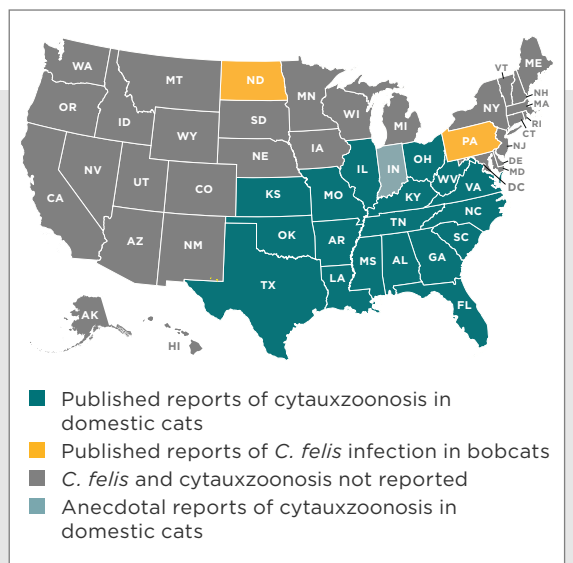 WA
MT
ND
MN
VT
ME
OR
ID
SD
WI
MI
NY
NH
MA
RI
CT
WY
NE
IA
PA
NJ
NV
UT
CO
IL
IN
OH
DE
MD
DC
CA
KS
MO
WV
KY
VA
AZ
NM
OK
AR
TN
NC
TX
LA
MS
AL
GA
SC
FL
AK
HI
Published reports of cytauxzoonosis in
domestic cats
Published reports of C. felis infection in bobcats
C. felis and cytauxzoonosis not reported
Anecdotal reports of cytauxzoonosis in
domestic cats